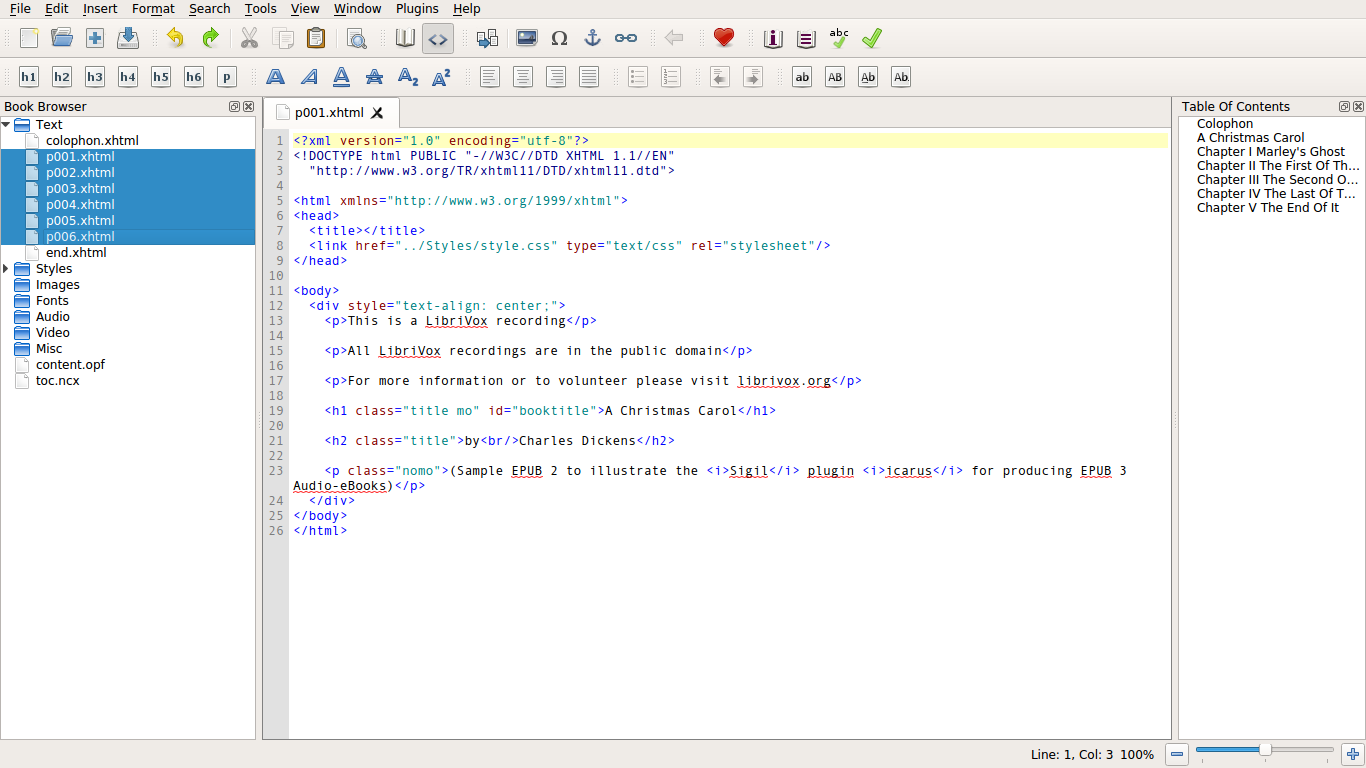 File Edit Insert Format Search Tools View Window Plugins Help
abc
h1 h2 h3 h4 h5 h6 p A A A A A2 A2 ab AB Ab Ab
Book Browser
Text
colophon.xhtml
p001.xhtml
p002.xhtml
p003.xhtml
p004.xhtml
p005.xhtml
p006.xhtml
end.xhtml
Styles
Images
Fonts
Audio
Video
Misc
content.opf
toc.ncx
p001.xhtml
1 <?xml version="1.0" encoding="utf-8"?>
2 <!DOCTYPE html PUBLIC "-//W3C//DTD XHTML 1.1//EN"
3 "http://www.w3.org/TR/xhtml11/DTD/xhtml11.dtd">
4
5 <html xmlns="http://www.w3.org/1999/xhtml">
6 <head>
7 <title></title>
8 <link href="../Styles/style.css" type="text/css" rel="stylesheet"/>
9 </head>
10
11 <body>
12 <div style="text-align: center;">
13 <p>This is a LibriVox recording</p>
14
15 <p>All LibriVox recordings are in the public domain</p>
16
17 <p>For more information or to volunteer please visit librivox.org</p>
18
19 <h1 class="title mo" id="booktitle">A Christmas Carol</h1>
20
21 <h2 class="title">by<br/>Charles Dickens</h2>
22
23 <p class="nomo">(Sample EPUB 2 to illustrate the <i>Sigil</i> plugin <i>icarus</i> for producing EPUB 3
Audio-eBooks)</p>
24 </div>
25 </body>
26 </html>
Table Of Contents
Colophon
A Christmas Carol
Chapter I Marley's Ghost
Chapter II The First Of Th...
Chapter III The Second O...
Chapter IV The Last Of T...
Chapter V The End Of It
Line: 1, Col: 3 100%